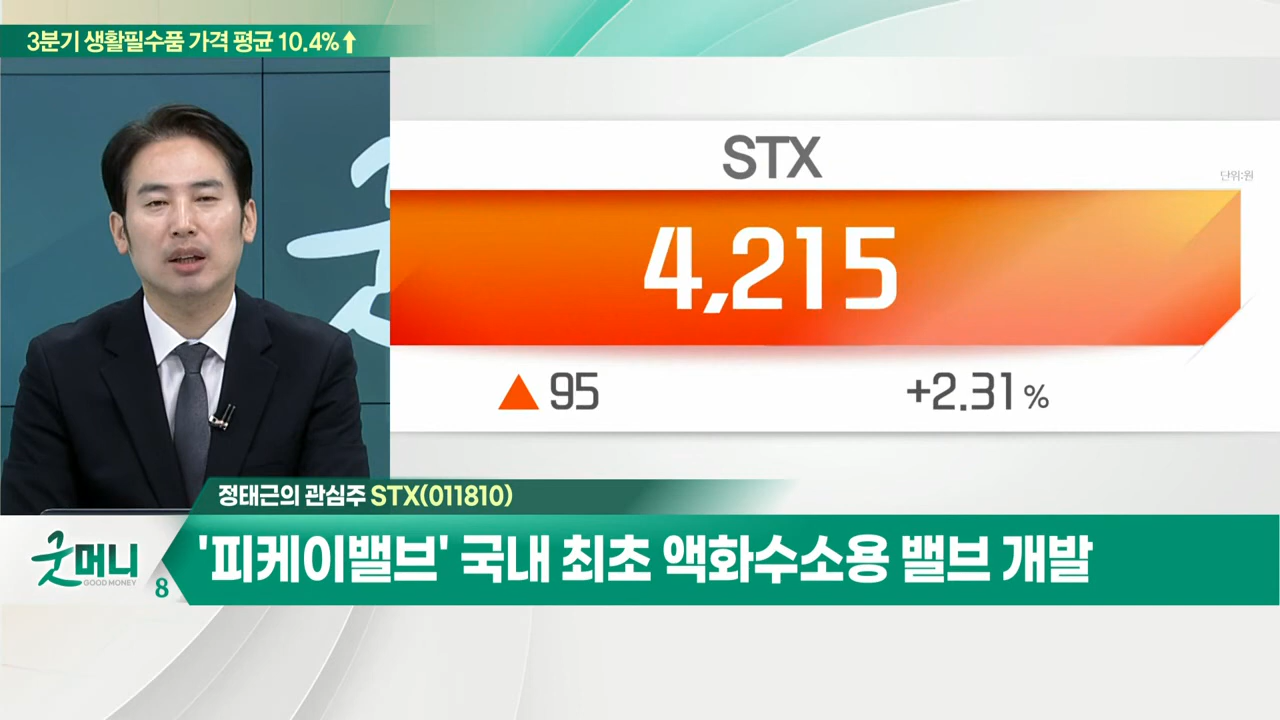 3분기 생활필수품 가격 평균 10.4%⬆
STX
단위:원
4,215
▲ 95
+2.31 %
정태근의 관심주 STX(011810)
굿머니
GOOD MONEY
8
'피케이밸브' 국내 최초 액화수소용 밸브 개발